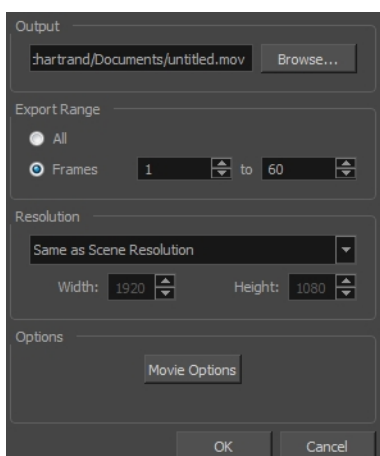 Output
:hartrand/Documents/untitled.mov Browse...
Export Range
All
Frames 1 to 60
Resolution
Same as Scene Resolution
Width: 1920 Height: 1080
Options
Movie Options
OK Cancel